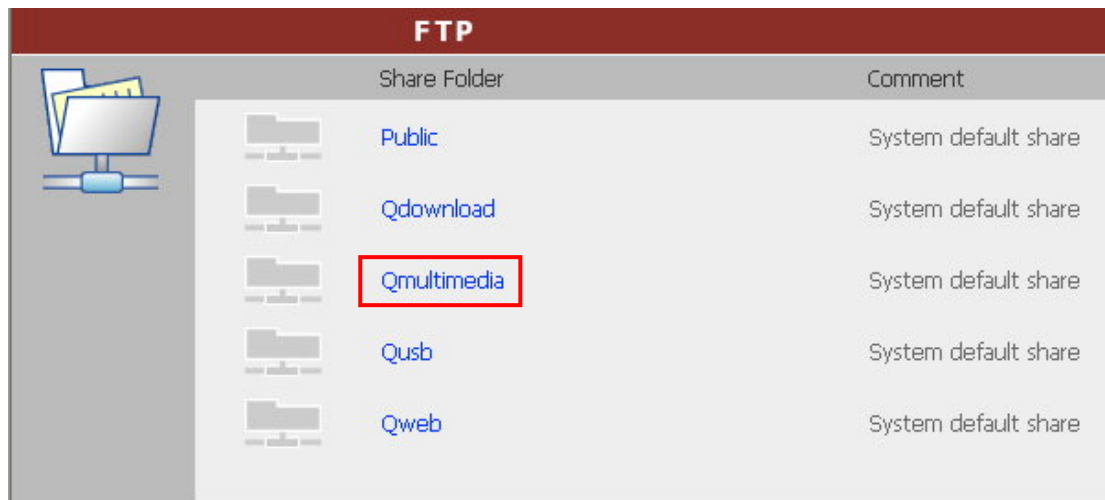 FTP
Share Folder Comment
Public System default share
Qdownload System default share
Qmultimedia System default share
Qusb System default share
Qweb System default share